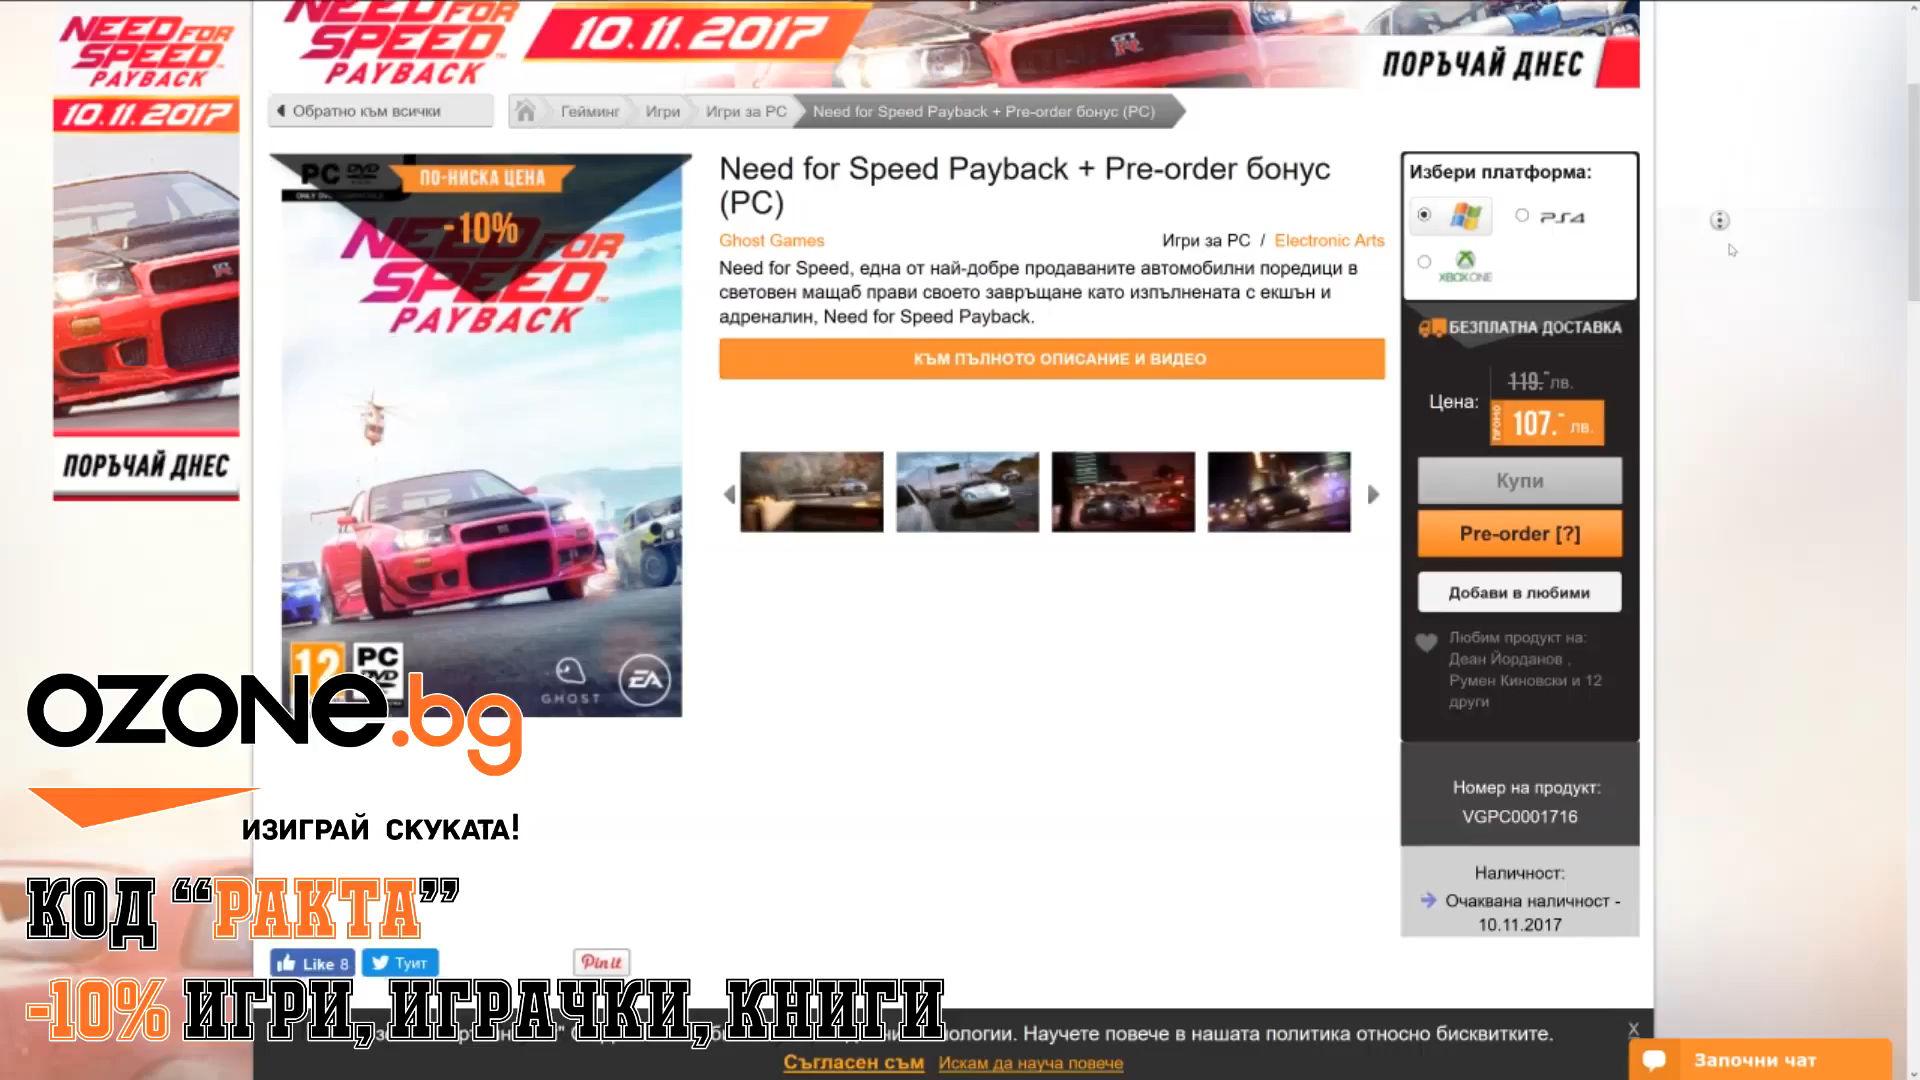 NEED FOR
SPEED
PAYBACK
10.11.2017
ПОРЪЧАЙ ДНЕС
NEED FOR
SPEED
PAYBACK
10.11.2017
ПОРЪЧАЙ ДНЕС
Обратно към всички
Гейминг
Игри
Игри за PC
Need for Speed Payback + Pre-order бонус (PC)
PC DVD
ПО-НИСКА ЦЕНА
-10%
NEED FOR
SPEED
PAYBACK
12
PC
DVD
GHOST
EA
Need for Speed Payback + Pre-order бонус
(PC)
Ghost Games
Игри за PC / Electronic Arts
Need for Speed, една от най-добре продаваните автомобилни поредици в
световен мащаб прави своето завръщане като изпълнената с екшън и
адреналин, Need for Speed Payback.
КЪМ ПЪЛНОТО ОПИСАНИЕ И ВИДЕО
Избери платформа:
PS4
XBOX ONE
БЕЗПЛАТНА ДОСТАВКА
119.- лв.
Цена:
ПРОМО
107.- лв.
Купи
Pre-order [?]
Добави в любими
Любим продукт на:
Деан Йорданов ,
Румен Киновски и 12
други
Номер на продукт:
VGPC0001716
Наличност:
Очаквана наличност -
10.11.2017
ozone.bg
ИЗИГРАЙ СКУКАТА!
КОД “РАКТА”
Like 8
Туит
Pin it
-10% ИГРИ, ИГРАЧКИ, КНИГИ
ологии. Научете повече в нашата политика относно бисквитките.
X
Съгласен съм
Искам да науча повече
Започни чат